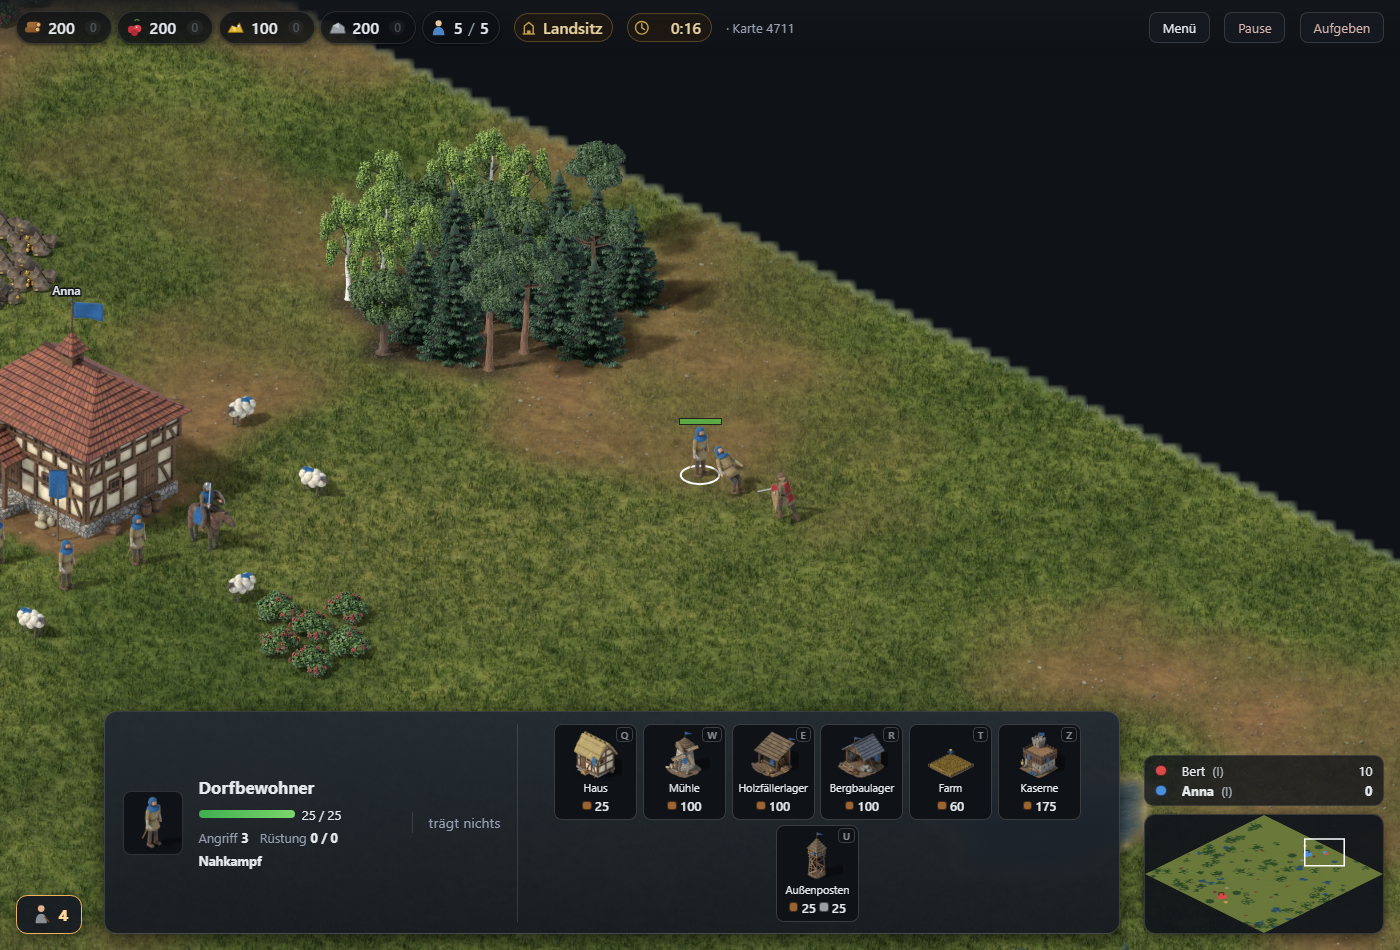 200 0 200 0 100 0 200 0 5 / 5 Landsitz 0:16 · Karte 4711 Menü Pause Aufgeben
Anna
Dorfbewohner
25 / 25
Angriff 3 Rüstung 0 / 0
Nahkampf
trägt nichts
Q
Haus
25
W
Mühle
100
E
Holzfällerlager
100
R
Bergbaulager
100
T
Farm
60
Z
Kaserne
175
U
Außenposten
25 25
4
Bert (I) 10
Anna (I) 0